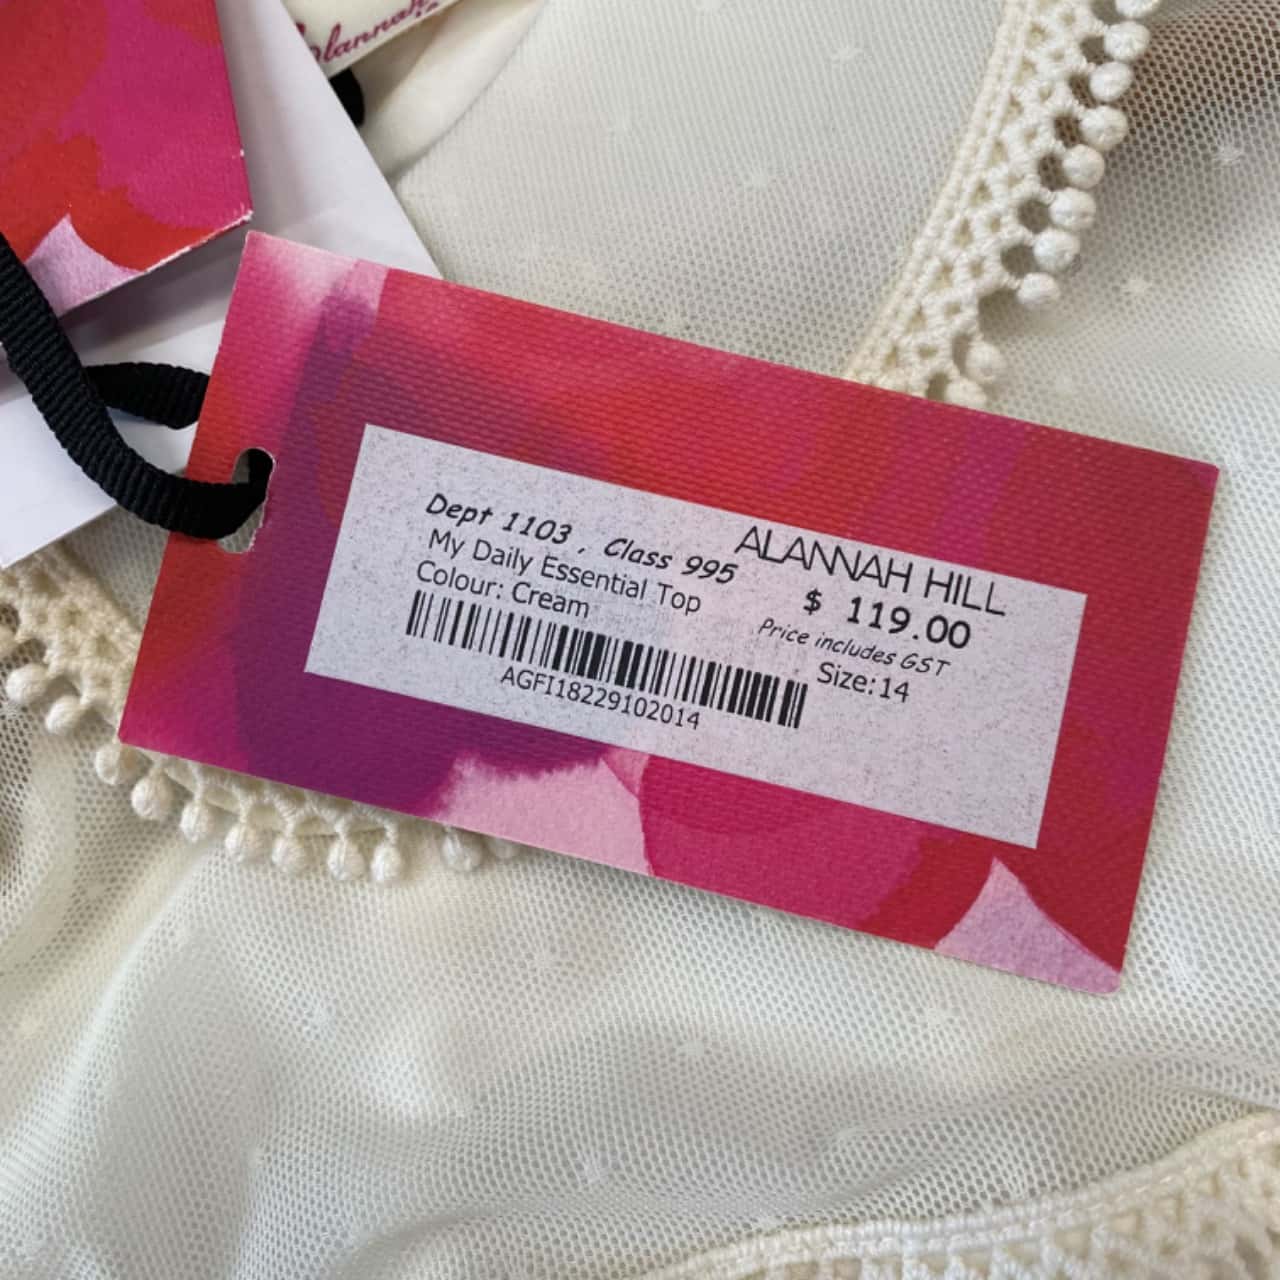 Alannah
Dept 1103 , Class 995
My Daily Essential Top
Colour: Cream
AGFI18229102014
ALANNAH HILL
$ 119.00
Price includes GST
Size:14